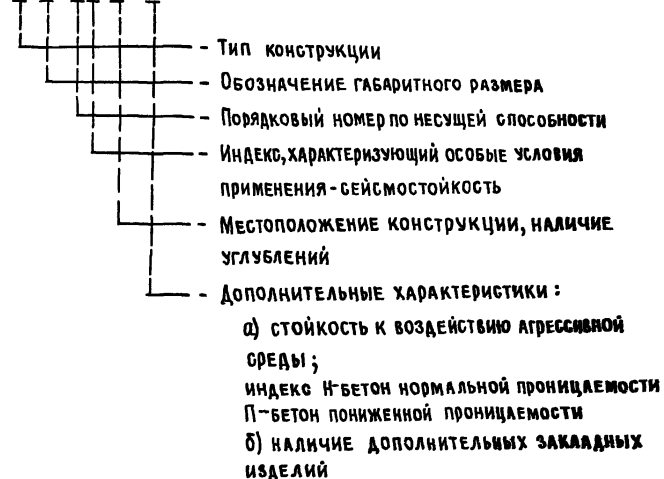 - Тип конструкции
- Обозначение габаритного размера
- Порядковый номер по несущей способности
- Индекс, характеризующий особые условия
применения - сейсмостойкость
- Местоположение конструкции, наличие
углублений
- Дополнительные характеристики:
а) стойкость к воздействию агрессивной
среды;
индекс Н-бетон нормальной проницаемости
П-бетон пониженной проницаемости
б) наличие дополнительных закладных
изделий